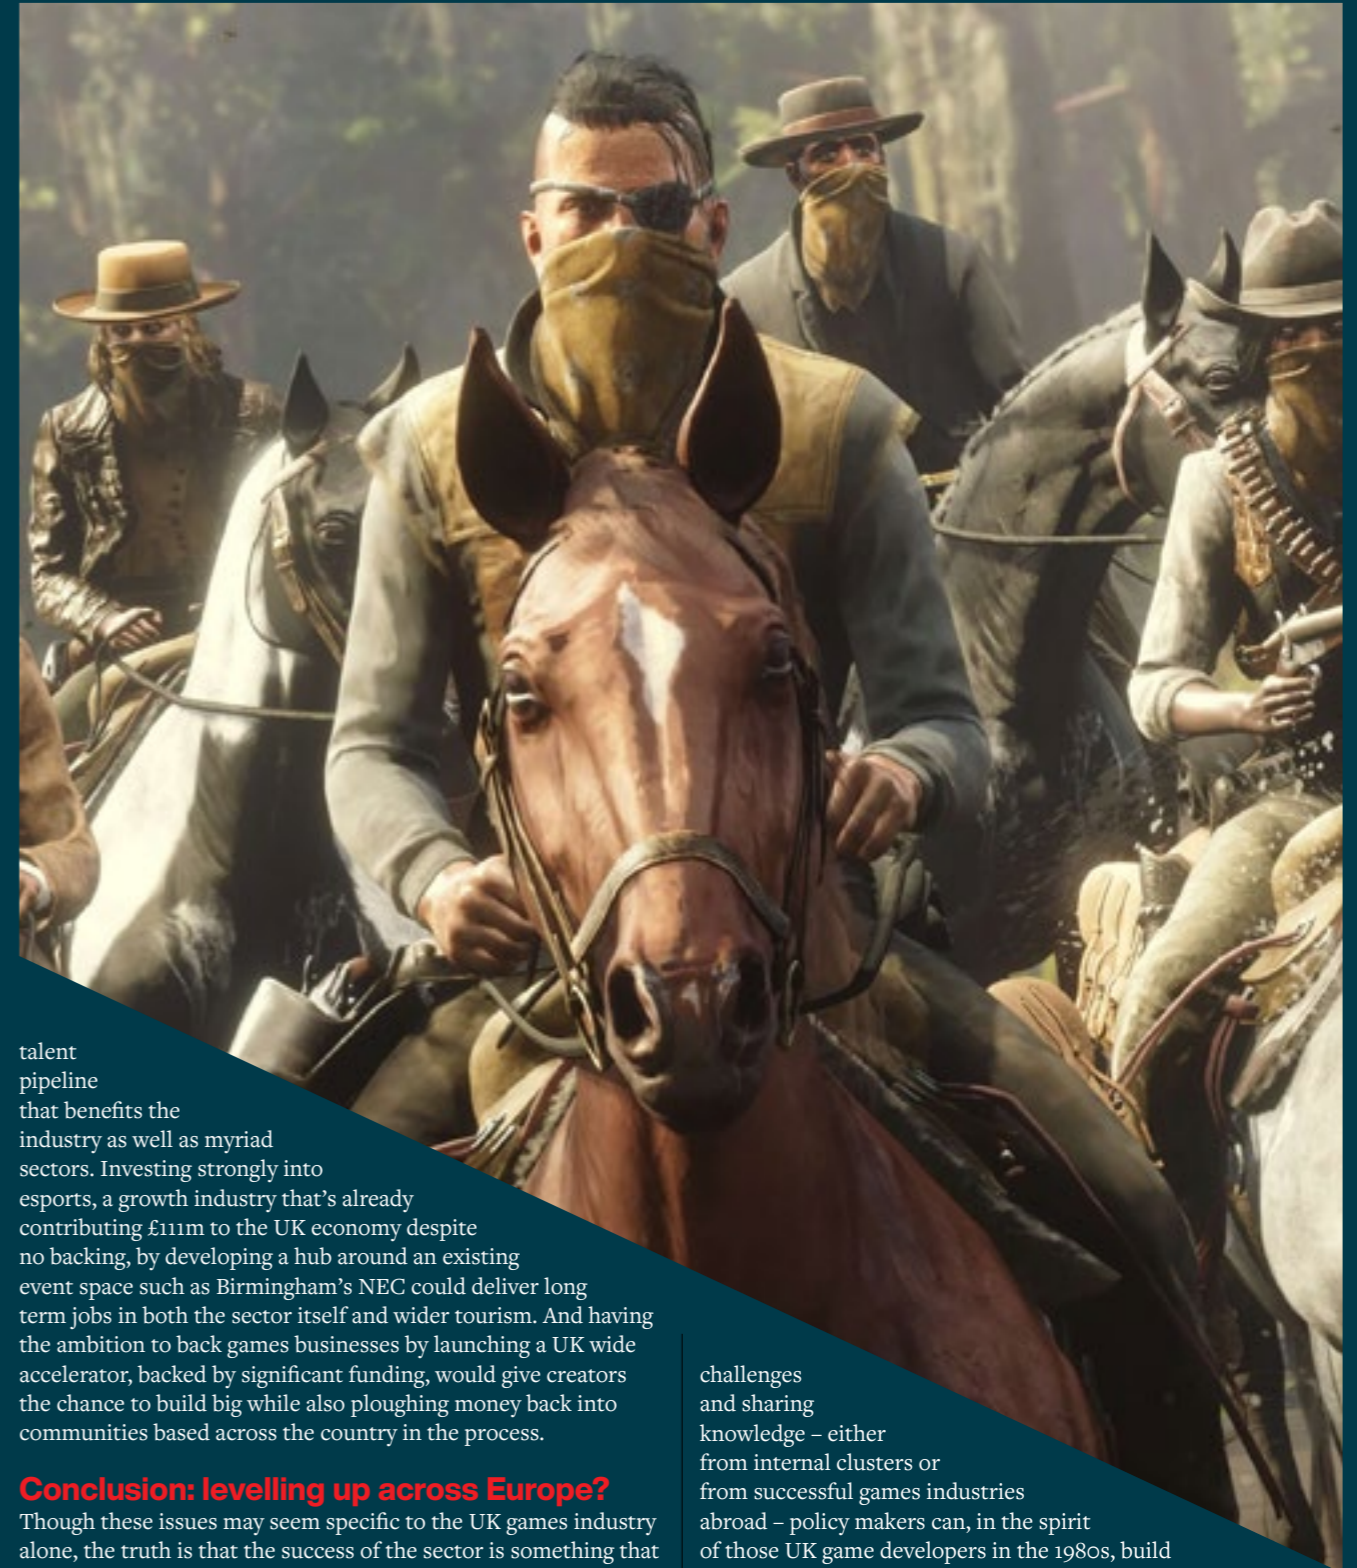 talent
pipeline
that benefits the
industry as well as myriad
sectors. Investing strongly into
esports, a growth industry that’s already
contributing £111m to the UK economy despite
no backing, by developing a hub around an existing
event space such as Birmingham’s NEC could deliver long
term jobs in both the sector itself and wider tourism. And having
the ambition to back games businesses by launching a UK wide
accelerator, backed by significant funding, would give creators
the chance to build big while also ploughing money back into
communities based across the country in the process.
Conclusion: levelling up across Europe?
Though these issues may seem specific to the UK games industry
alone, the truth is that the success of the sector is something that
challenges
and sharing
knowledge – either
from internal clusters or
from successful games industries
abroad – policy makers can, in the spirit
of those UK game developers in the 1980s, build